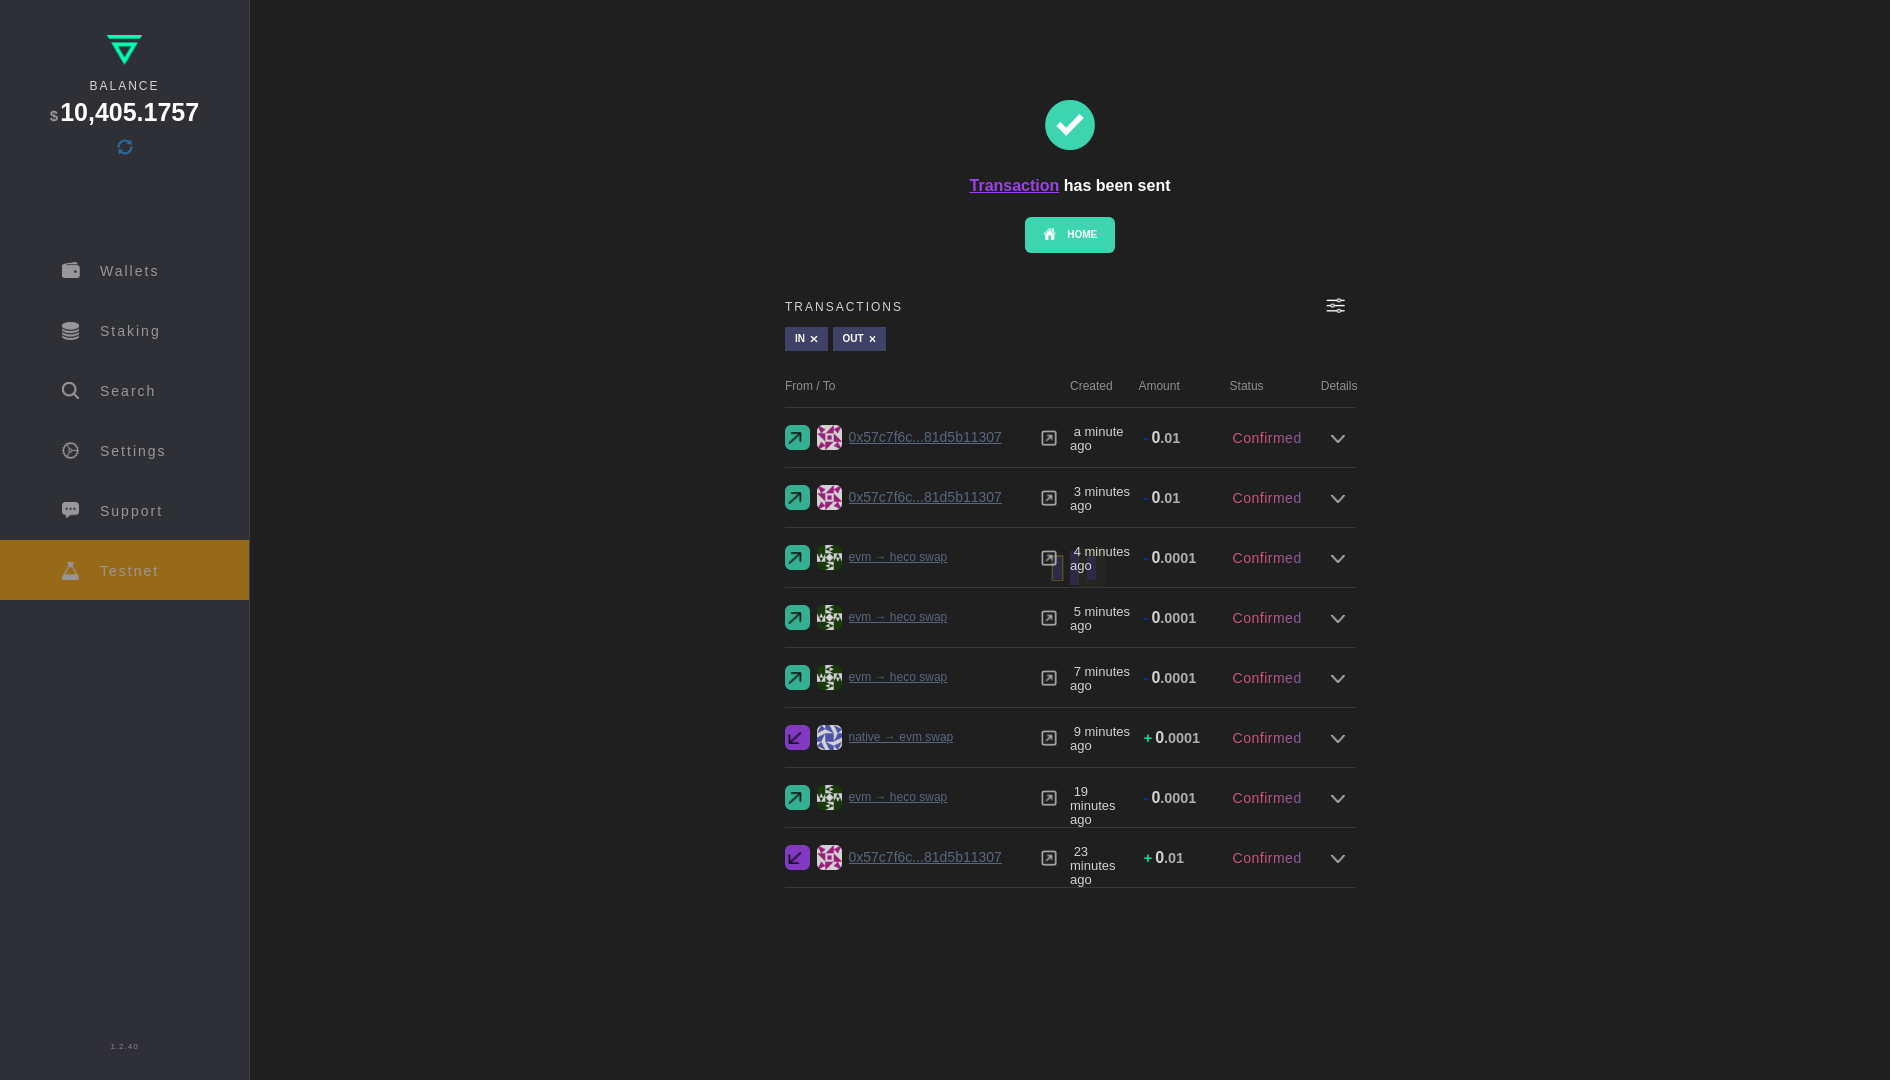 BALANCE
$ 10,405.1757
Wallets
Staking
Search
Settings
Support
Testnet
1.2.40
Transaction has been sent
HOME
TRANSACTIONS
IN × OUT ×
From / To Created Amount Status Details
0x57c7f6c...81d5b11307 a minute ago - 0.01 Confirmed
0x57c7f6c...81d5b11307 3 minutes ago - 0.01 Confirmed
evm → heco swap 4 minutes ago - 0.0001 Confirmed
evm → heco swap 5 minutes ago - 0.0001 Confirmed
evm → heco swap 7 minutes ago - 0.0001 Confirmed
native → evm swap 9 minutes ago + 0.0001 Confirmed
evm → heco swap 19 minutes ago - 0.0001 Confirmed
0x57c7f6c...81d5b11307 23 minutes ago + 0.01 Confirmed